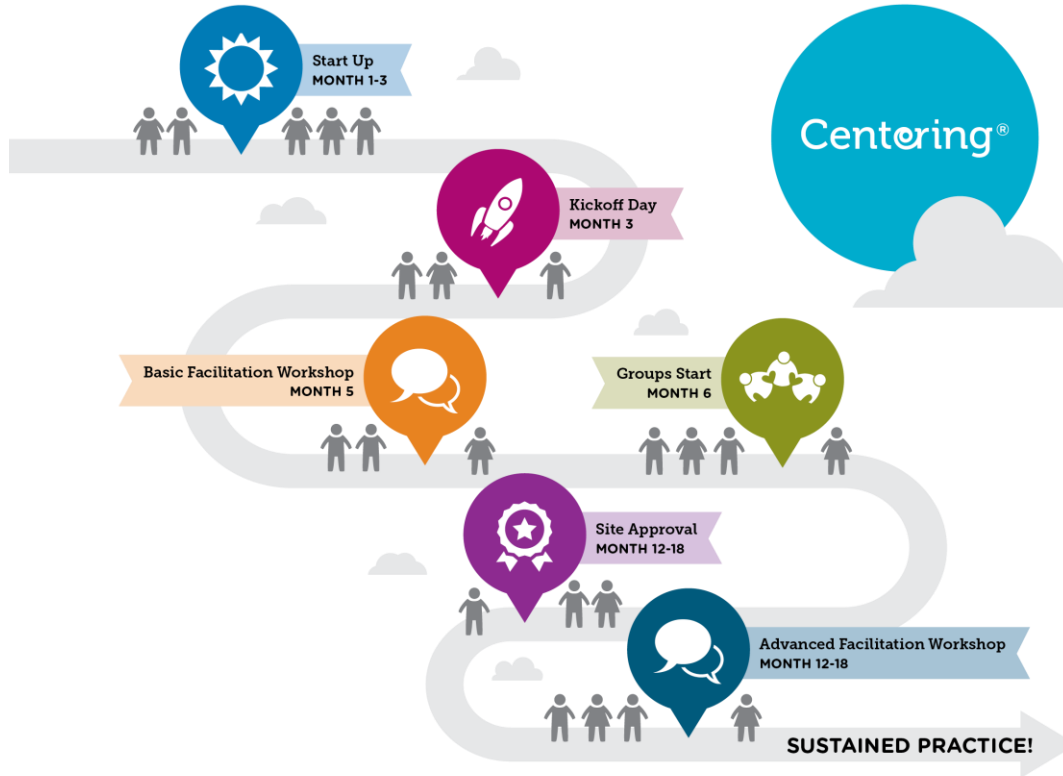 Start Up
MONTH 1-3
Centering®
Kickoff Day
MONTH 3
Basic Facilitation Workshop
MONTH 5
Groups Start
MONTH 6
Site Approval
MONTH 12-18
Advanced Facilitation Workshop
MONTH 12-18
SUSTAINED PRACTICE!